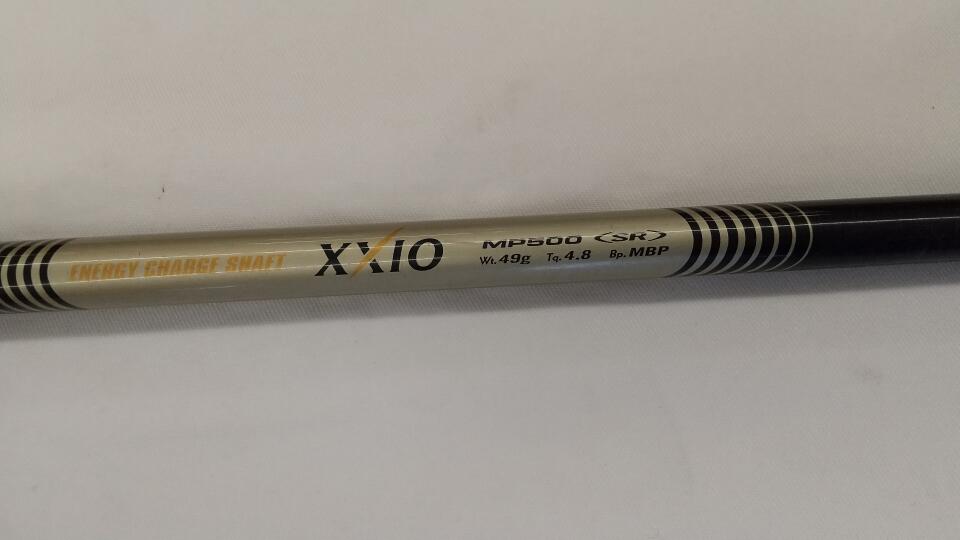 ENERGY CHARGE SHAFT XXIO MP500 <SR>
Wt. 49g Tq. 4.8 Bp. MBP